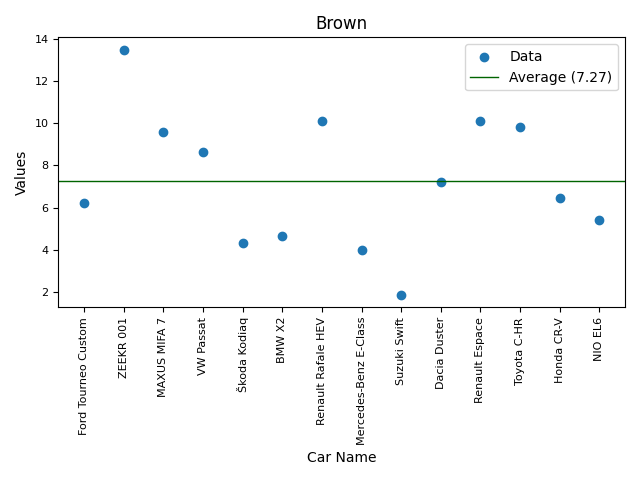 Brown
14
12
10
8
6
4
2
Values
Data
Average (7.27)
Ford Tourneo Custom
ZEEKR 001
MAXUS MIFA 7
VW Passat
Škoda Kodiaq
BMW X2
Renault Rafale HEV
Mercedes-Benz E-Class
Suzuki Swift
Dacia Duster
Renault Espace
Toyota C-HR
Honda CR-V
NIO EL6
Car Name